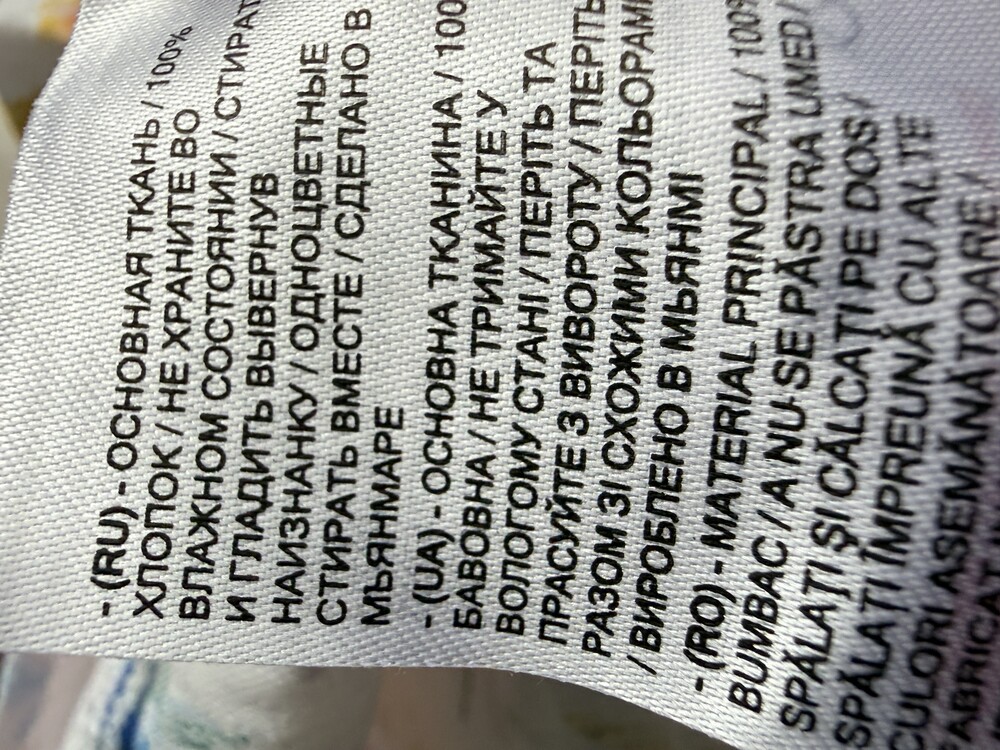 - (RU) - ОСНОВНАЯ ТКАНЬ / 100%
ХЛОПОК / НЕ ХРАНИТЕ ВО
ВЛАЖНОМ СОСТОЯНИИ / СТИРАТ
И ГЛАДИТЬ ВЫВЕРНУВ
НАИЗНАНКУ / ОДНОЦВЕТНЫЕ
СТИРАТЬ ВМЕСТЕ / СДЕЛАНО В
МЬЯНМАРЕ
- (UA) - ОСНОВНА ТКАНИНА / 100
БАВОВНА / НЕ ТРИМАЙТЕ У
ВОЛОГОМУ СТАНІ / ПЕРІТЬ ТА
ПРАСУЙТЕ З ВИВОРОТУ / ПЕРІТЬ
РАЗОМ ЗІ СХОЖИМИ КОЛЬОРАМИ
/ ВИРОБЛЕНО В МЬЯНМІ
- (RO) - MATERIAL PRINCIPAL / 100%
BUMBAC / A NU-SE PĂSTRA UMED /
SPĂLAȚI ȘI CĂLCAȚI PE DOS /
SPĂLAȚI ÎMPREUNĂ CU ALTE
CULORI ASEMĂNĂTOARE /
FABRICAT